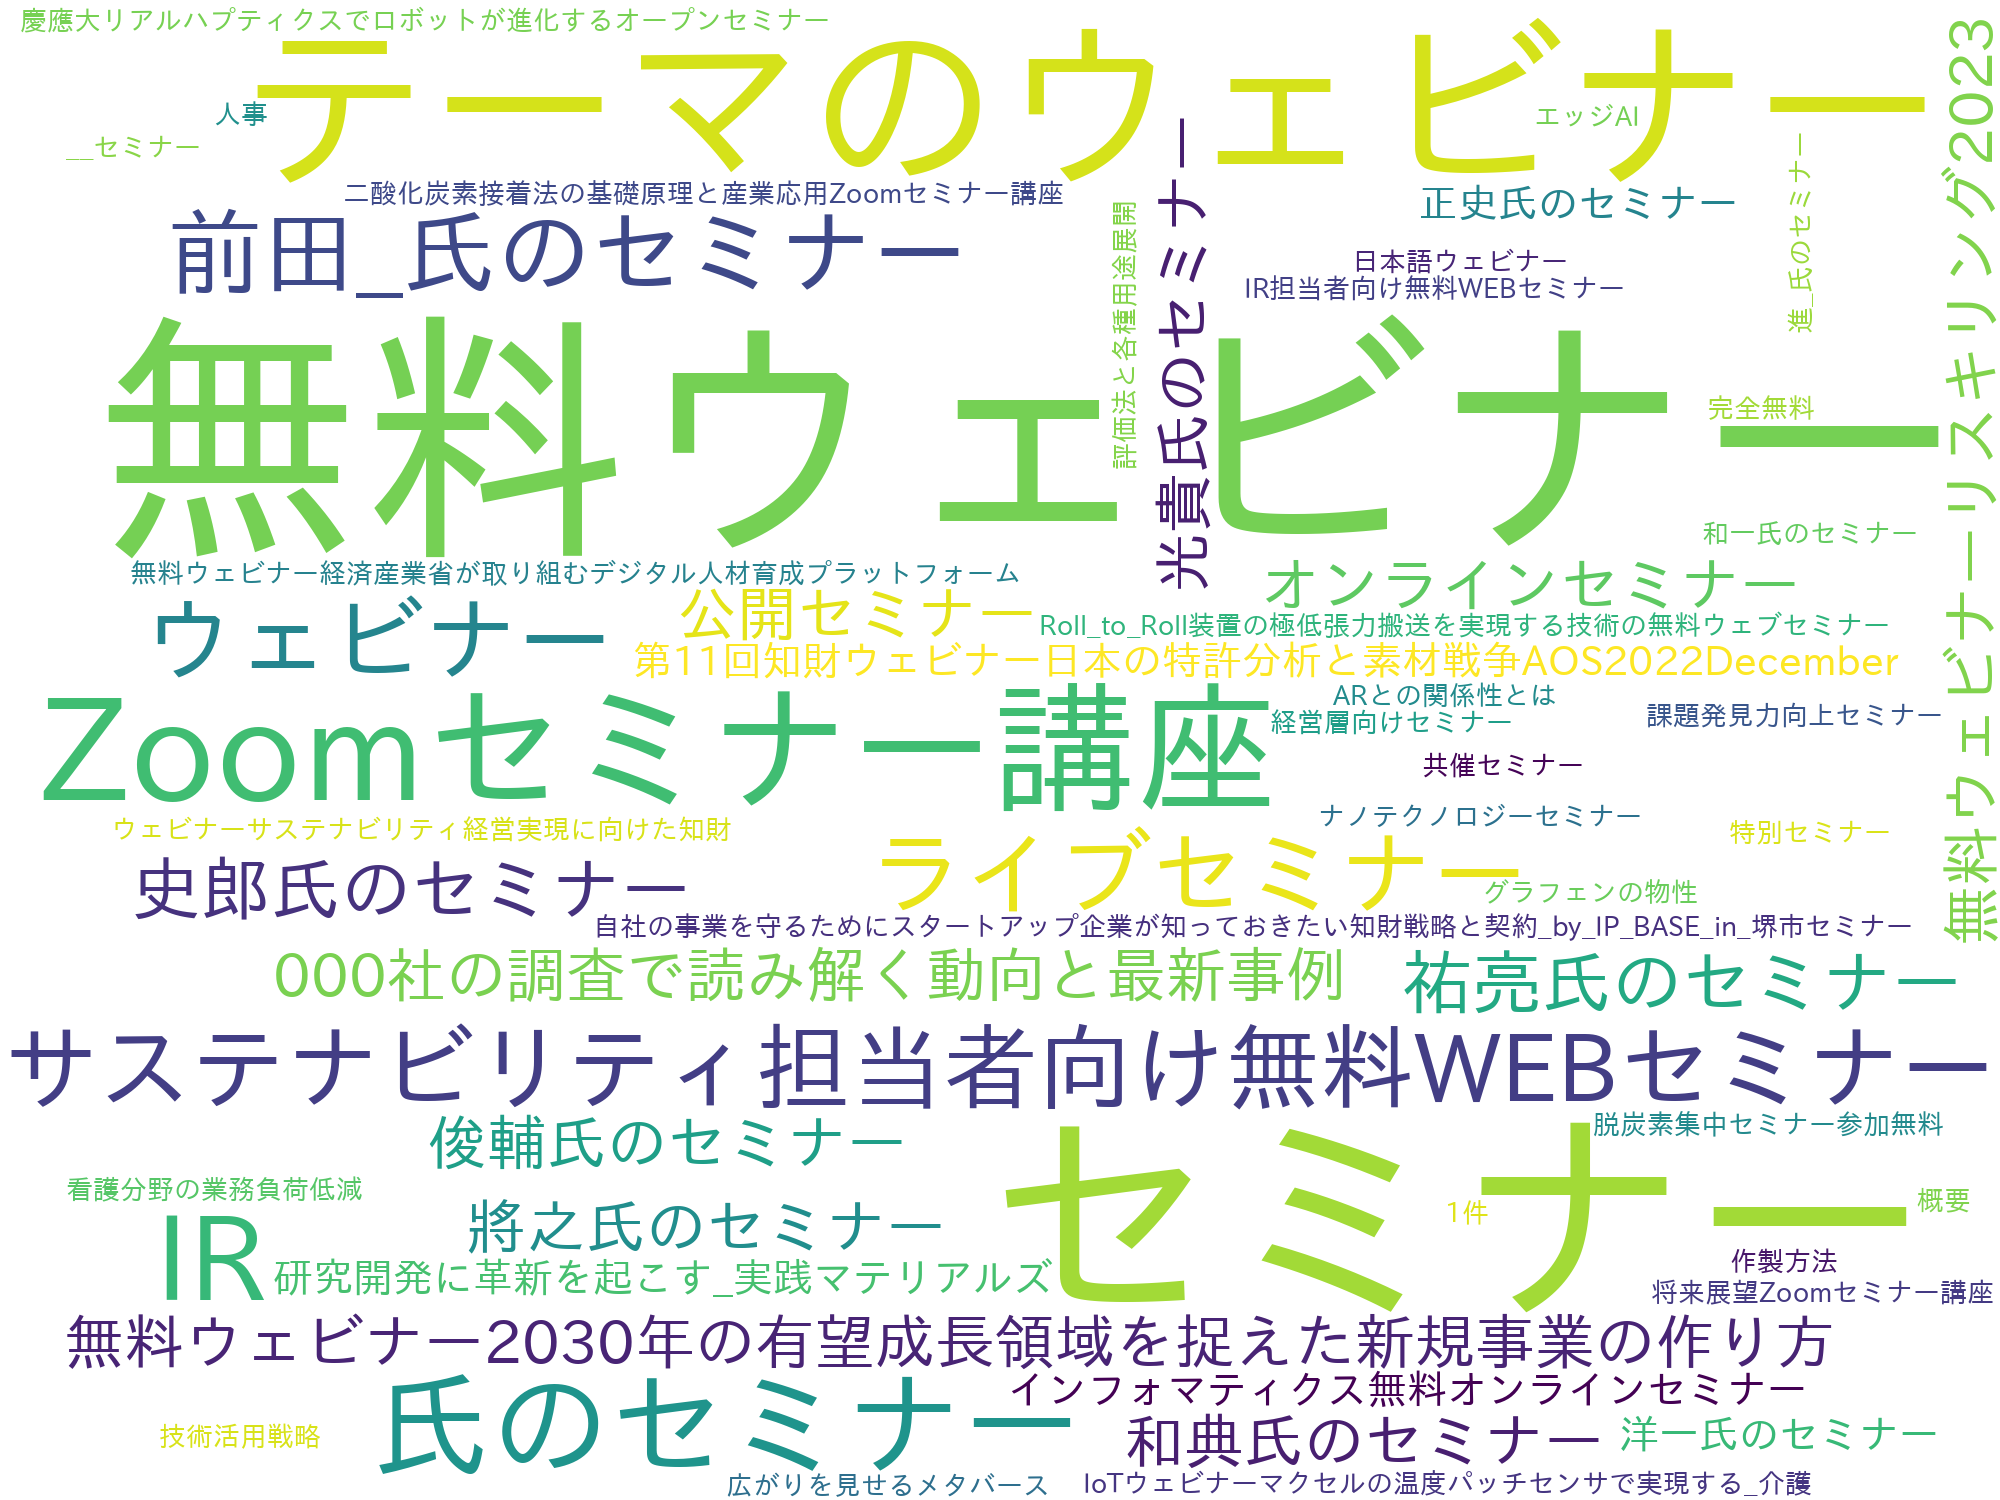 慶應大リアルハプティクスでロボットが進化するオープンセミナー
テーマのウェビナー
人事
__セミナー
エッジAI
二酸化炭素接着法の基礎原理と産業応用Zoomセミナー講座
正史氏のセミナー
進_氏のセミナー
無料ウェビナーリスキリング2023
前田_氏のセミナー
評価法と各種用途展開
光貴氏のセミナー
日本語ウェビナー
IR担当者向け無料WEBセミナー
無料ウェビナー
完全無料
和一氏のセミナー
無料ウェビナー経済産業省が取り組むデジタル人材育成プラットフォーム
オンラインセミナー
ウェビナー
公開セミナー
Roll_to_Roll装置の極低張力搬送を実現する技術の無料ウェブセミナー
第11回知財ウェビナー日本の特許分析と素材戦争AOS2022December
Zoomセミナー講座
ARとの関係性とは
経営層向けセミナー
課題発見力向上セミナー
共催セミナー
ナノテクノロジーセミナー
ウェビナーサステナビリティ経営実現に向けた知財
特別セミナー
史郎氏のセミナー
ライブセミナー
グラフェンの物性
自社の事業を守るためにスタートアップ企業が知っておきたい知財戦略と契約_by_IP_BASE_in_堺市セミナー
000社の調査で読み解く動向と最新事例
祐亮氏のセミナー
サステナビリティ担当者向け無料WEBセミナー
俊輔氏のセミナー
セミナー
脱炭素集中セミナー参加無料
看護分野の業務負荷低減
IR
將之氏のセミナー
1件
概要
研究開発に革新を起こす_実践マテリアルズ
作製方法
将来展望Zoomセミナー講座
無料ウェビナー2030年の有望成長領域を捉えた新規事業の作り方
氏のセミナー
インフォマティクス無料オンラインセミナー
技術活用戦略
和典氏のセミナー
洋一氏のセミナー
広がりを見せるメタバース
IoTウェビナーマクセルの温度パッチセンサで実現する_介護